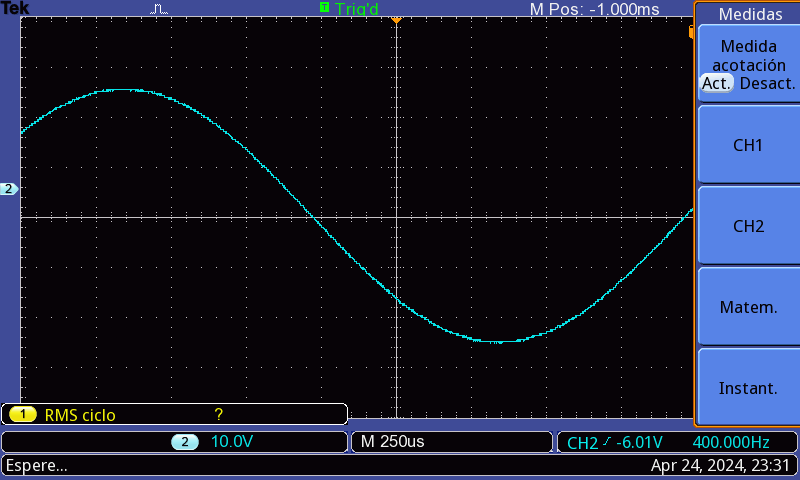 Tek T Trig'd M Pos: -1.000ms
Medidas
Medida
acotación
Act. Desact.
CH1
2
CH2
Matem.
Instant.
1 RMS ciclo ?
2 10.0V M 250us CH2 -6.01V 400.000Hz
Espere... Apr 24, 2024, 23:31